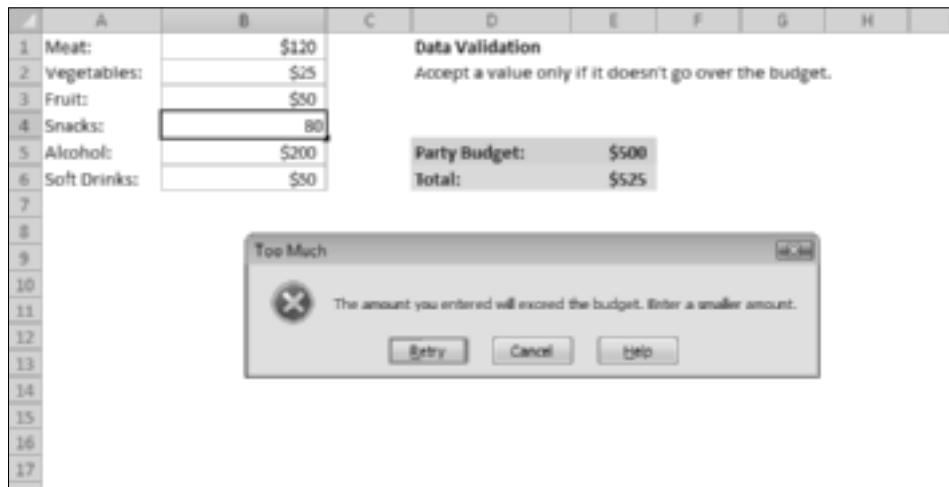 A B C D E F G H
1 Meat: $120 Data Validation
2 Vegetables: $25 Accept a value only if it doesn't go over the budget.
3 Fruit: $50
4 Snacks: 80
5 Alcohol: $200 Party Budget: $500
6 Soft Drinks: $50 Total: $525
7
8
9 Too Much
10
11 The amount you entered will exceed the budget. Enter a smaller amount.
12
13 Retry Cancel Help
14
15
16
17